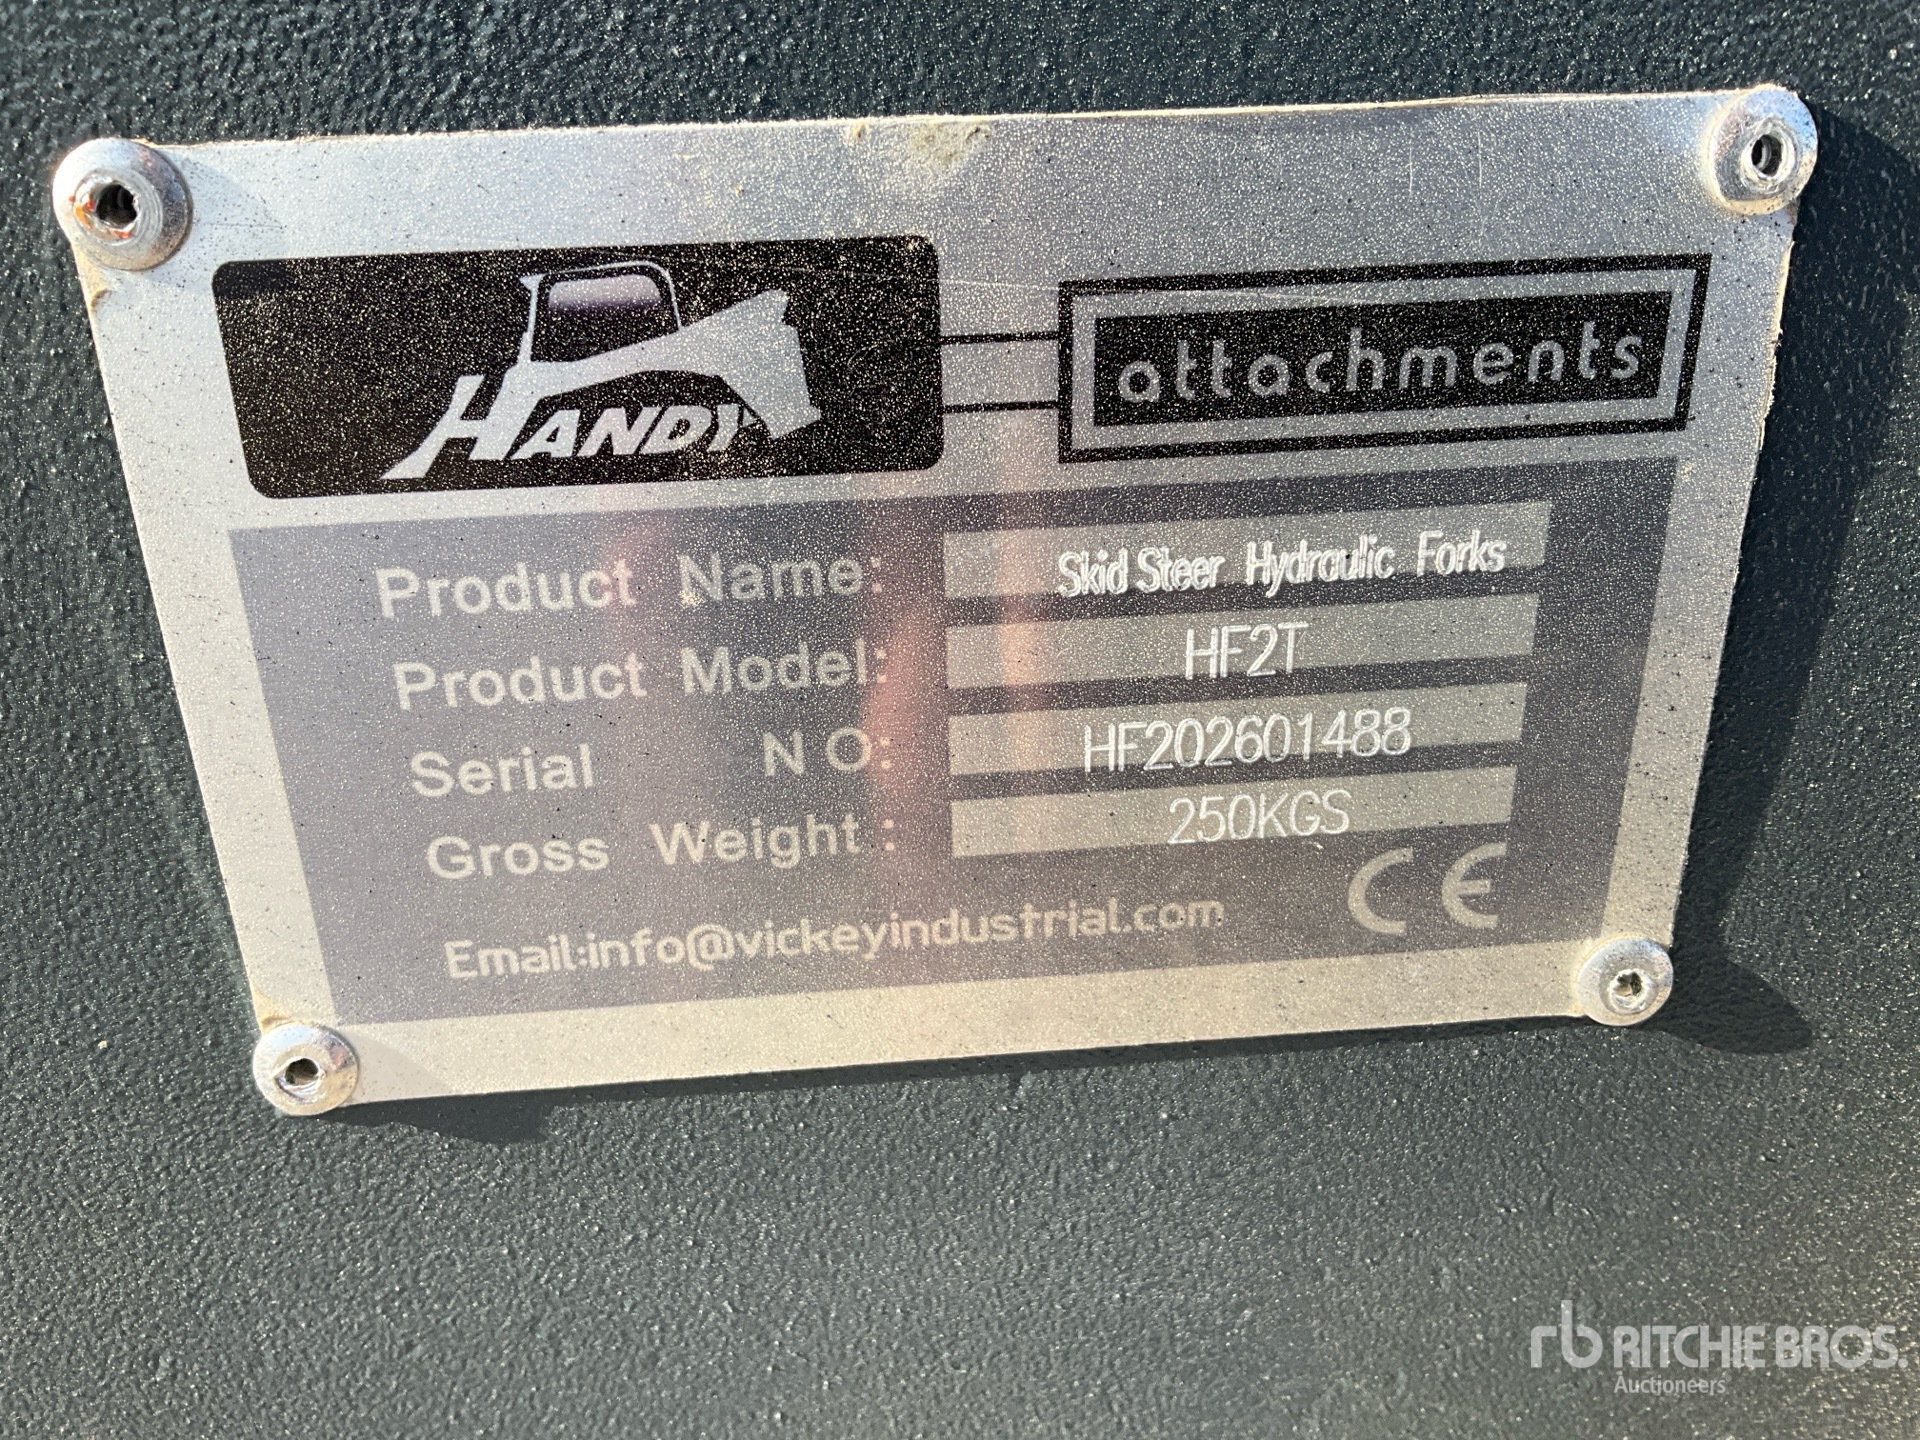 HANDY
attachments
Product Name: Skid Steer Hydraulic Forks
Product Model: HF2T
Serial N O: HF202601488
Gross Weight : 250KGS
Email:info@vickeyindustrial.com
CE
rb RITCHIE BROS.
Auctioneers